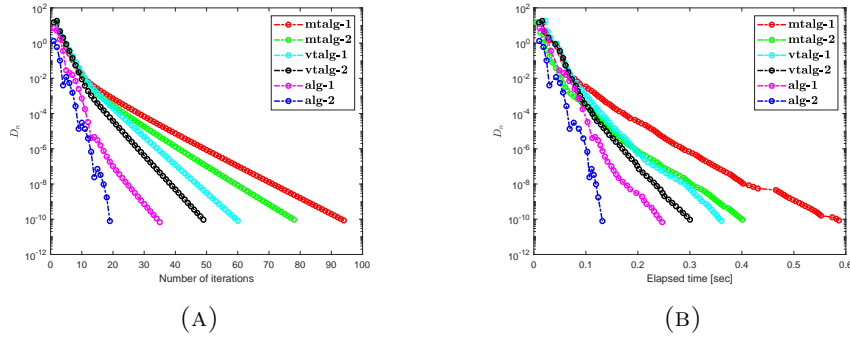 10^2
10^0
10^-2
10^-4
10^-6
10^-8
10^-10
10^-12
D_n
0 10 20 30 40 50 60 70 80 90 100
Number of iterations
mtalg-1
mtalg-2
vtalg-1
vtalg-2
alg-1
alg-2
(A)
10^2
10^0
10^-2
10^-4
10^-6
10^-8
10^-10
10^-12
D_n
0 0.1 0.2 0.3 0.4 0.5 0.6
Elapsed time [sec]
mtalg-1
mtalg-2
vtalg-1
vtalg-2
alg-1
alg-2
(B)